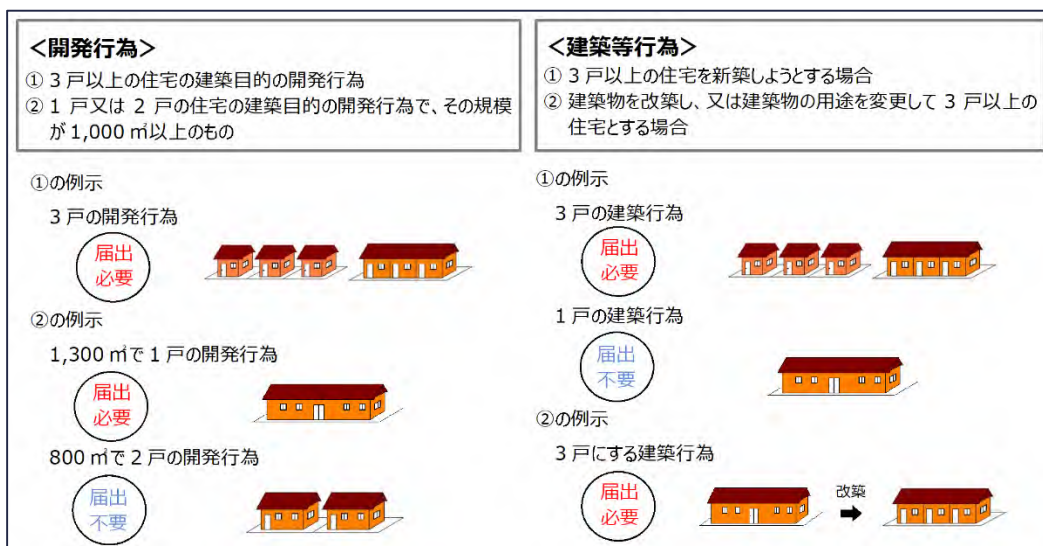 ＜開発行為＞
① 3 戸以上の住宅の建築目的の開発行為
② 1 戸又は 2 戸の住宅の建築目的の開発行為で、その規模
が 1,000 ㎡以上のもの
①の例示
3 戸の開発行為
届出
必要
②の例示
1,300 ㎡で 1 戸の開発行為
届出
必要
800 ㎡で 2 戸の開発行為
届出
不要
＜建築等行為＞
① 3 戸以上の住宅を新築しようとする場合
② 建築物を改築し、又は建築物の用途を変更して 3 戸以上の
住宅とする場合
①の例示
3 戸の建築行為
届出
必要
1 戸の建築行為
届出
不要
②の例示
3 戸にする建築行為
届出
必要
改築